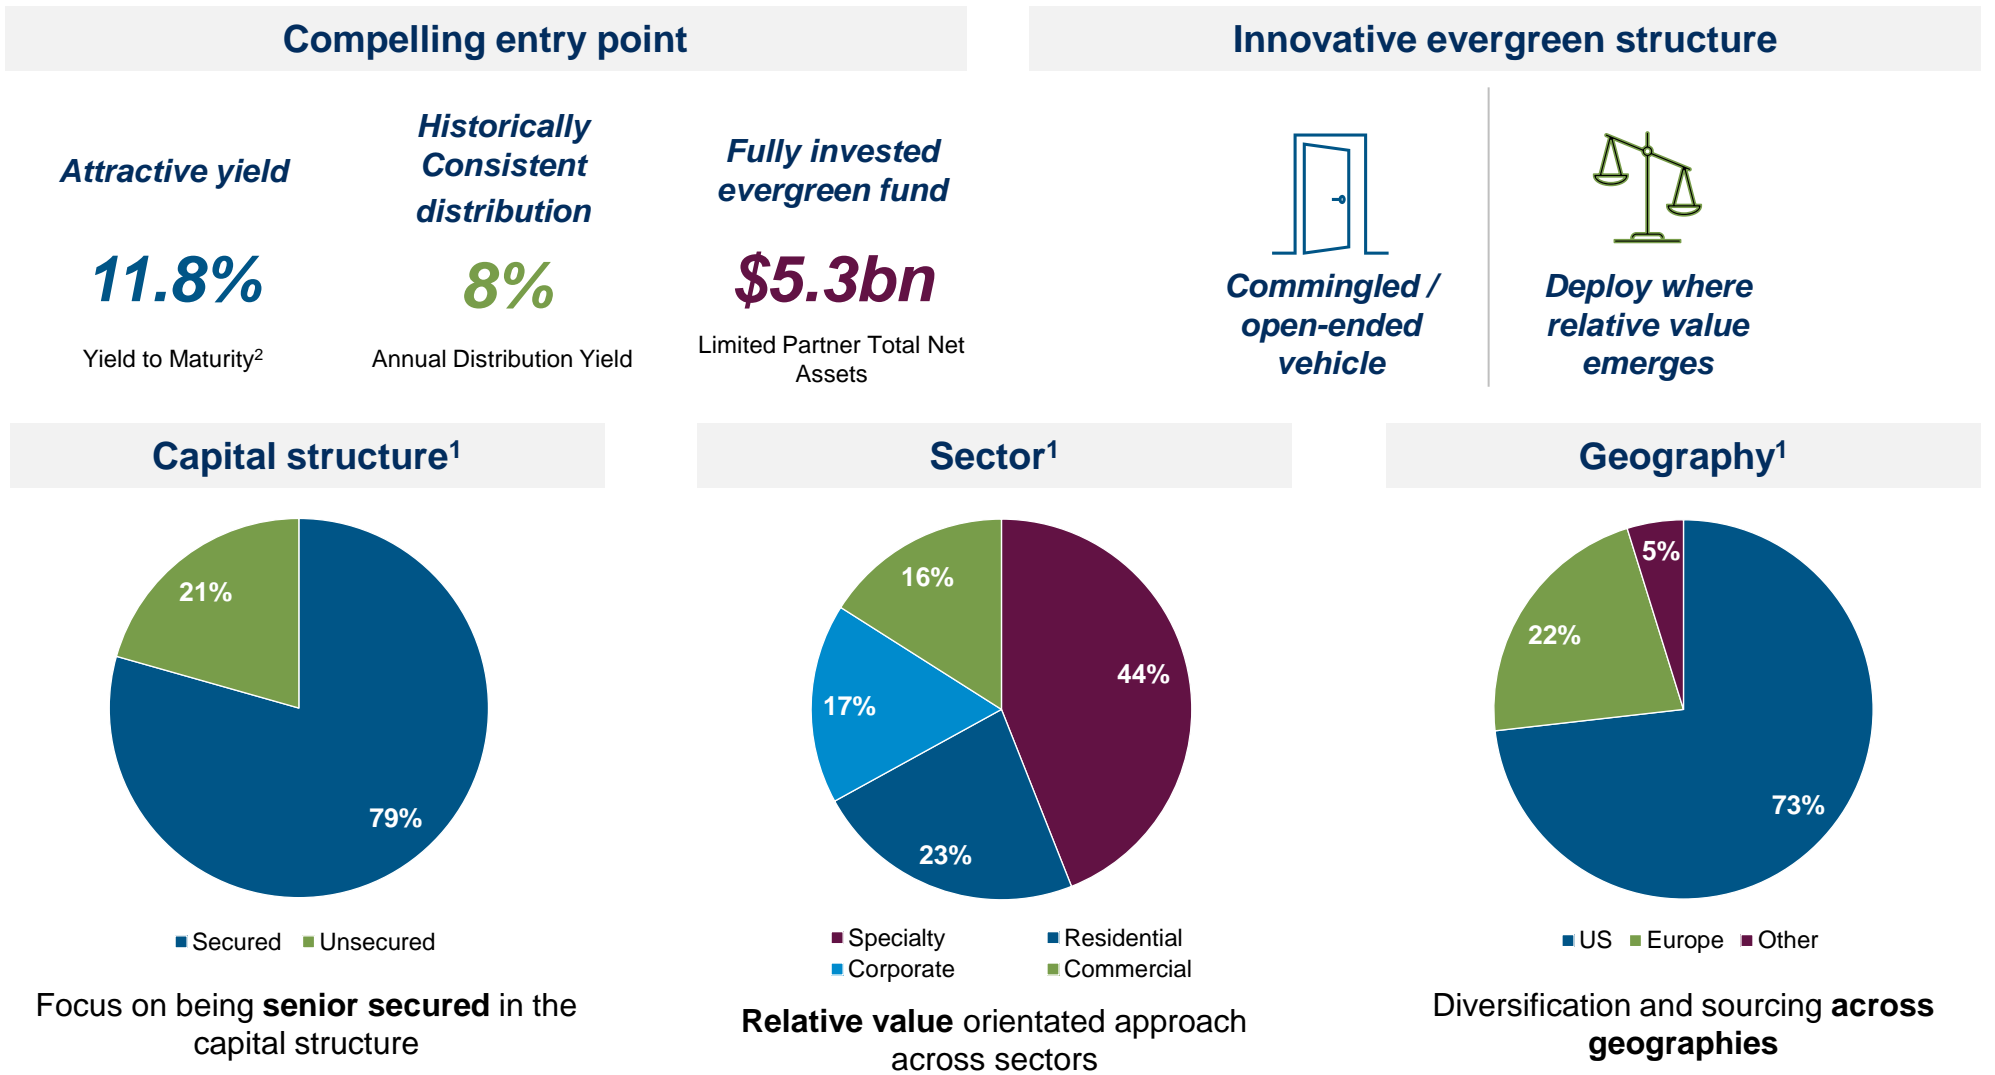 Compelling entry point
Innovative evergreen structure
Attractive yield
11.8%
Yield to Maturity2
Historically
Consistent
distribution
8%
Annual Distribution Yield
Fully invested
evergreen fund
$5.3bn
Limited Partner Total Net
Assets
Commingled /
open-ended
vehicle
Deploy where
relative value
emerges
Capital structure1
21%
79%
Secured Unsecured
Focus on being senior secured in the
capital structure
Sector1
16%
44%
17%
23%
Specialty Residential
Corporate Commercial
Relative value orientated approach
across sectors
Geography1
5%
22%
73%
US Europe Other
Diversification and sourcing across
geographies